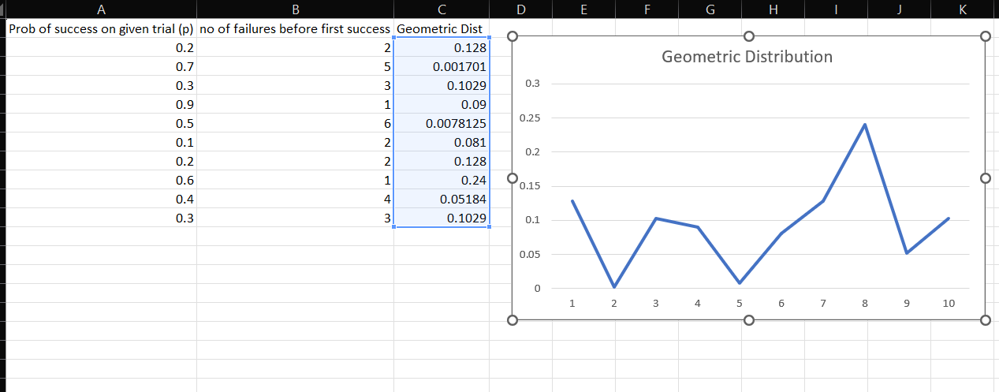 A B C D E F G H I J K
Prob of success on given trial (p) no of failures before first success Geometric Dist
0.2 2 0.128
0.7 5 0.001701
0.3 3 0.1029
0.9 1 0.09
0.5 6 0.0078125
0.1 2 0.081
0.2 2 0.128
0.6 1 0.24
0.4 4 0.05184
0.3 3 0.1029
Geometric Distribution
0.3
0.25
0.2
0.15
0.1
0.05
0
1 2 3 4 5 6 7 8 9 10